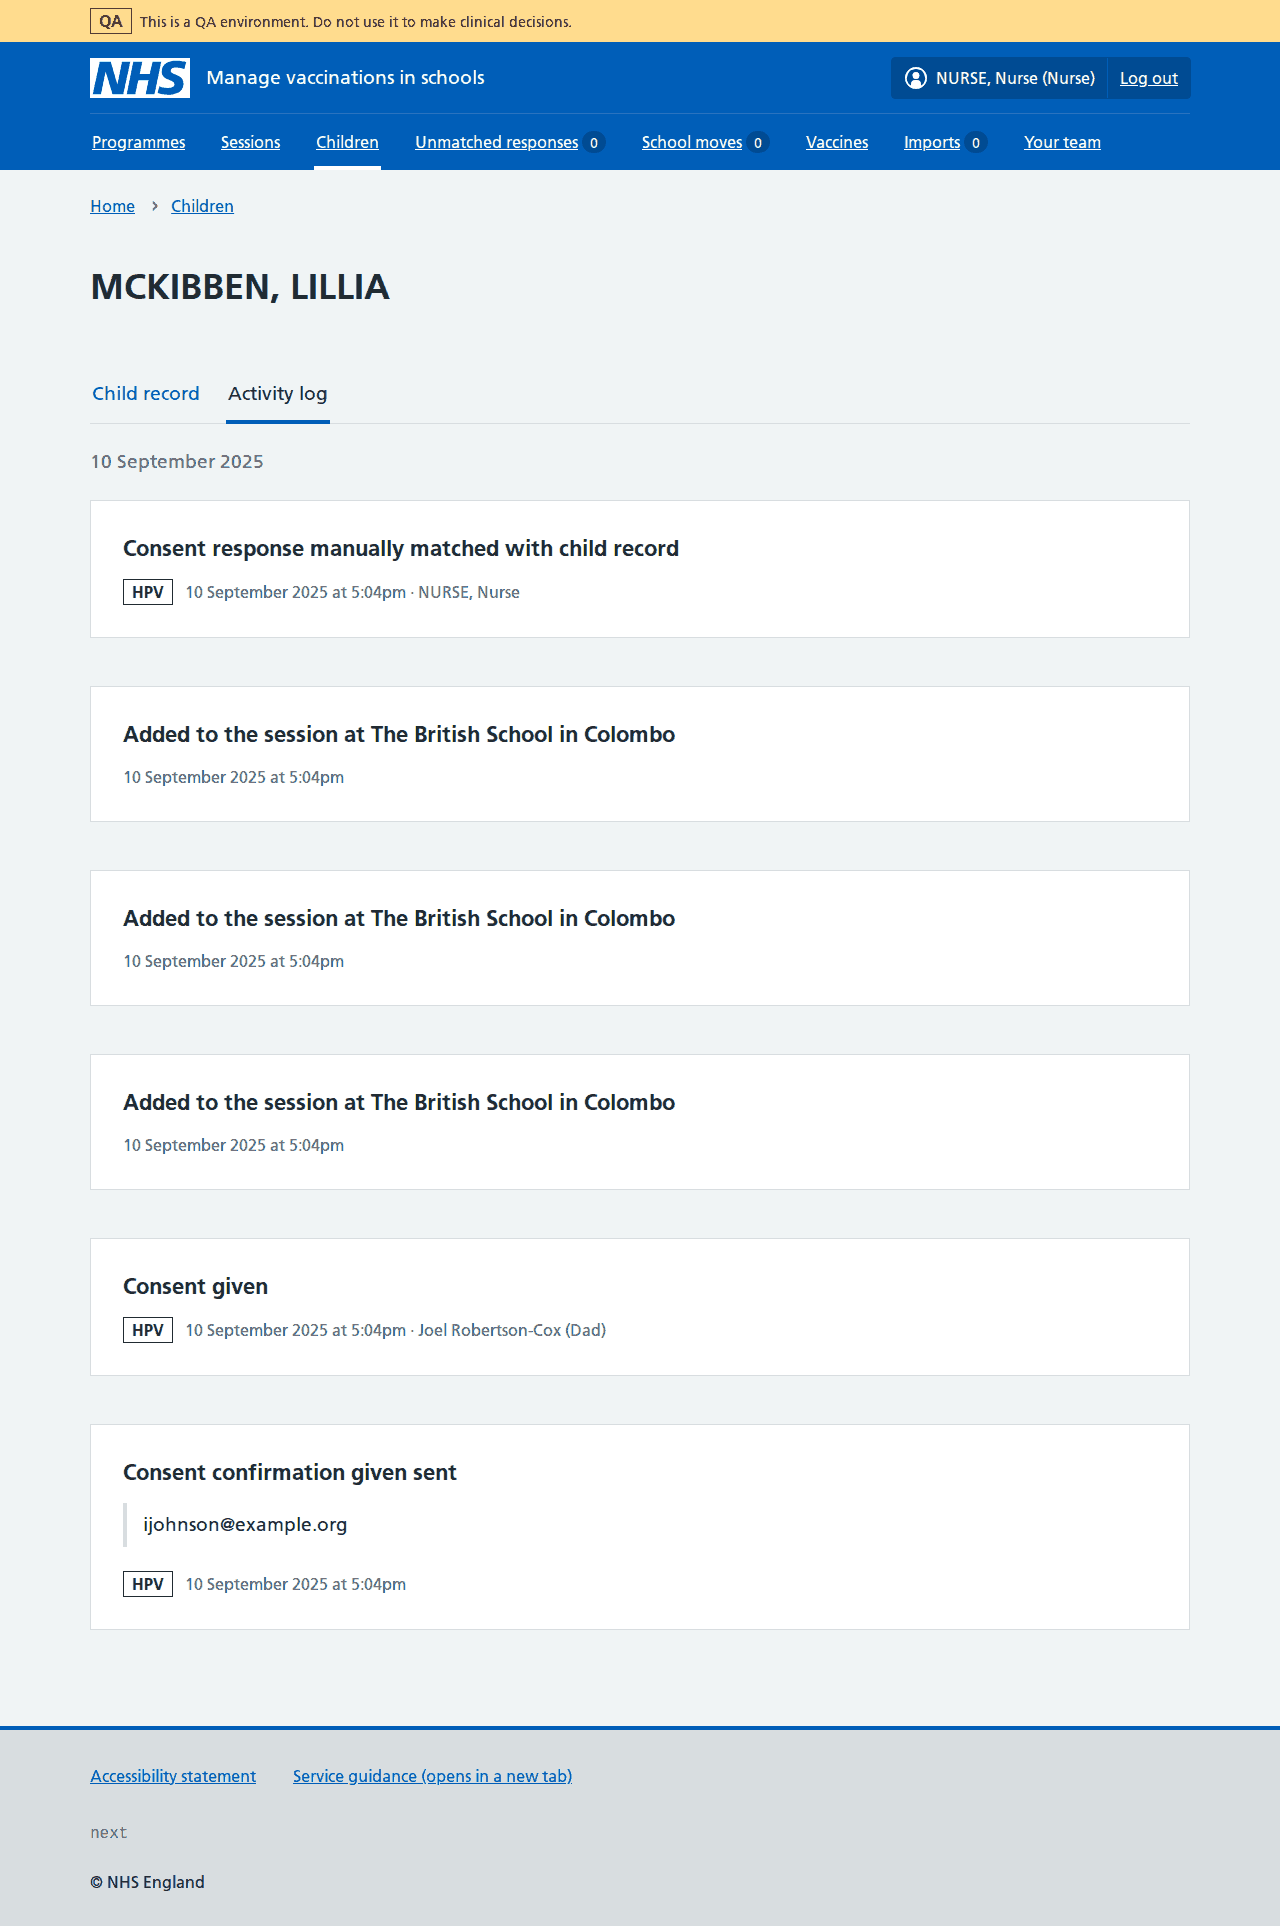 QA This is a QA environment. Do not use it to make clinical decisions.
NHS Manage vaccinations in schools NURSE, Nurse (Nurse) Log out
Programmes Sessions Children Unmatched responses 0 School moves 0 Vaccines Imports 0 Your team
Home › Children
MCKIBBEN, LILLIA
Child record Activity log
10 September 2025
Consent response manually matched with child record
HPV 10 September 2025 at 5:04pm · NURSE, Nurse
Added to the session at The British School in Colombo
10 September 2025 at 5:04pm
Added to the session at The British School in Colombo
10 September 2025 at 5:04pm
Added to the session at The British School in Colombo
10 September 2025 at 5:04pm
Consent given
HPV 10 September 2025 at 5:04pm · Joel Robertson-Cox (Dad)
Consent confirmation given sent
ijohnson@example.org
HPV 10 September 2025 at 5:04pm
Accessibility statement Service guidance (opens in a new tab)
next
© NHS England